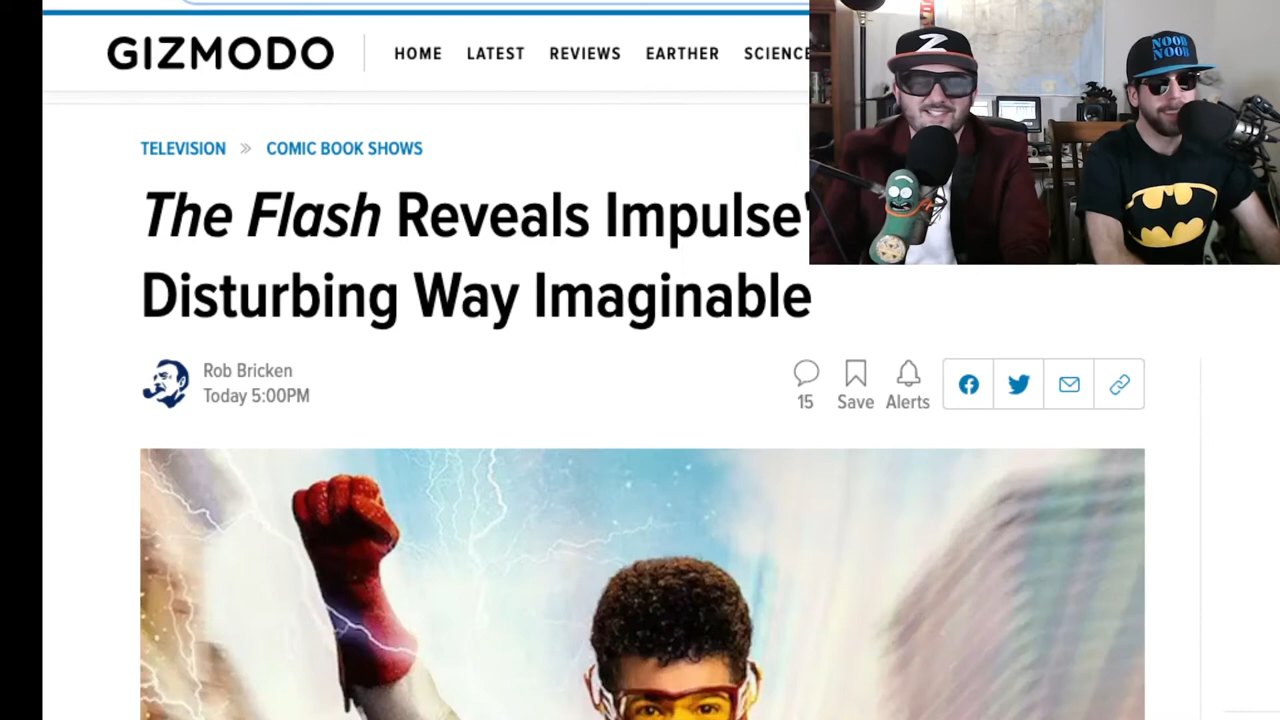 GIZMODO
HOME LATEST REVIEWS EARTHER SCIENCE
TELEVISION » COMIC BOOK SHOWS
The Flash Reveals Impulse'
Disturbing Way Imaginable
Rob Bricken
Today 5:00PM
15 Save Alerts
Z
NOOB
NOOB